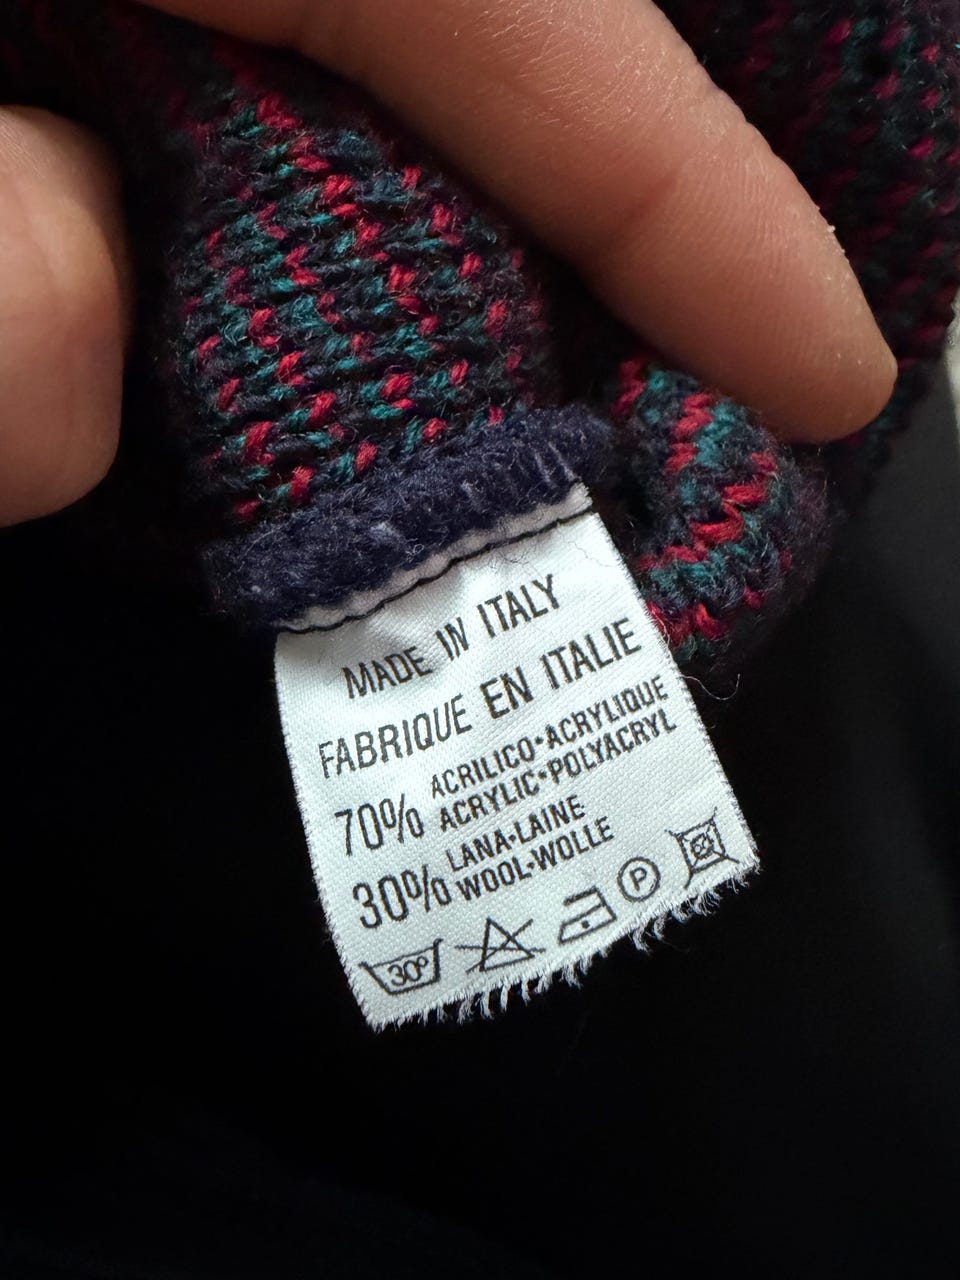 MADE IN ITALY
FABRIQUE EN ITALIE
70% ACRILICO•ACRYLIQUE
ACRYLIC•POLYACRYL
30% LANA•LAINE
WOOL•WOLLE
30° P